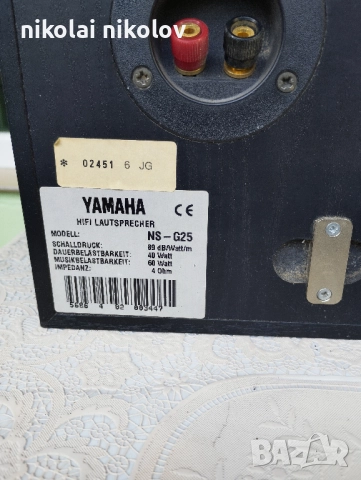 nikolai nikolov
* 02451 6 JG
YAMAHA CE
HIFI LAUTSPRECHER
MODELL: NS-G25
SCHALLDRUCK: 89 dB/Watt/m
DAUERBELASTBARKEIT: 40 Watt
MUSIKBELASTBARKEIT: 60 Watt
IMPEDANZ: 4 Ohm
Bazar.bg